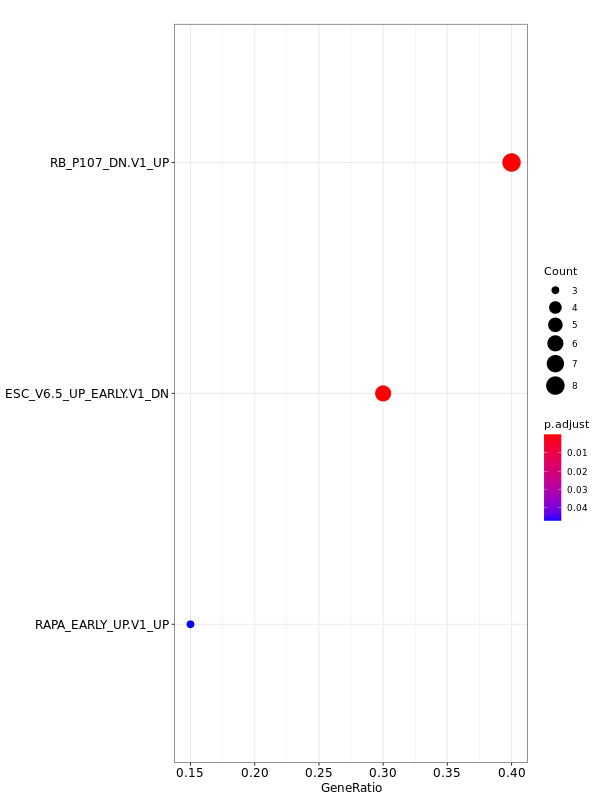 RB_P107_DN.V1_UP
ESC_V6.5_UP_EARLY.V1_DN
RAPA_EARLY_UP.V1_UP
0.15 0.20 0.25 0.30 0.35 0.40
GeneRatio
Count
3
4
5
6
7
8
p.adjust
0.01
0.02
0.03
0.04